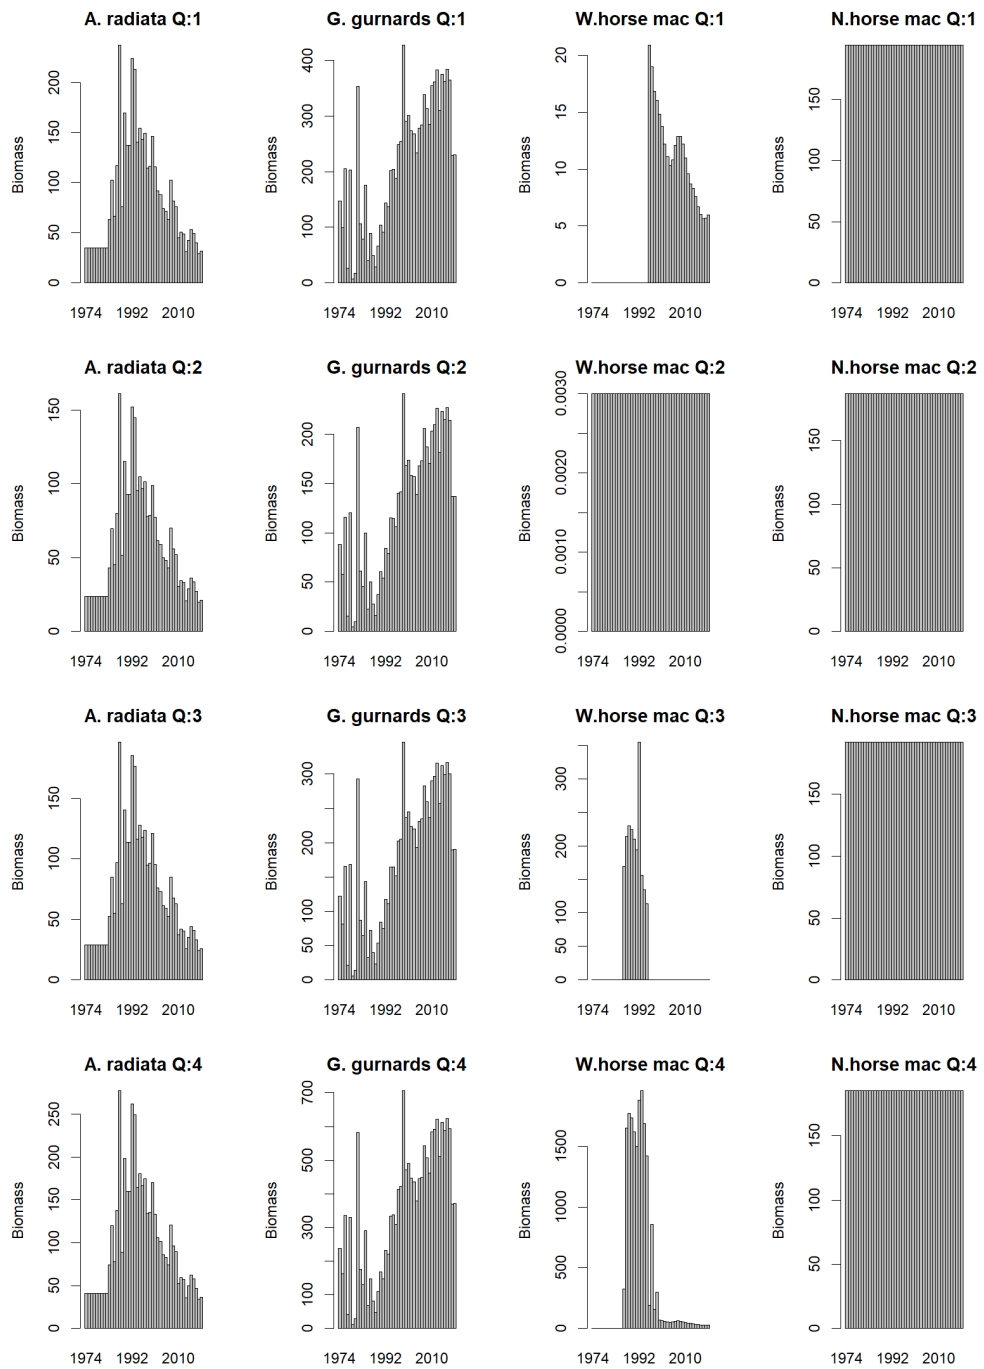 A. radiata Q:1
G. gurnards Q:1
W.horse mac Q:1
N.horse mac Q:1
Biomass
0 50 100 150 200
1974 1992 2010
Biomass
0 100 200 300 400
1974 1992 2010
Biomass
0 5 10 15 20
1974 1992 2010
Biomass
0 50 100 150
1974 1992 2010
A. radiata Q:2
G. gurnards Q:2
W.horse mac Q:2
N.horse mac Q:2
Biomass
0 50 100 150
1974 1992 2010
Biomass
0 50 100 150 200
1974 1992 2010
Biomass
0.0000 0.0010 0.0020 0.0030
1974 1992 2010
Biomass
0 50 100 150
1974 1992 2010
A. radiata Q:3
G. gurnards Q:3
W.horse mac Q:3
N.horse mac Q:3
Biomass
0 50 100 150
1974 1992 2010
Biomass
0 50 100 200 300
1974 1992 2010
Biomass
0 50 100 200 300
1974 1992 2010
Biomass
0 50 100 150
1974 1992 2010
A. radiata Q:4
G. gurnards Q:4
W.horse mac Q:4
N.horse mac Q:4
Biomass
0 50 100 150 200 250
1974 1992 2010
Biomass
0 100 300 500 700
1974 1992 2010
Biomass
0 500 1000 1500
1974 1992 2010
Biomass
0 50 100 150
1974 1992 2010